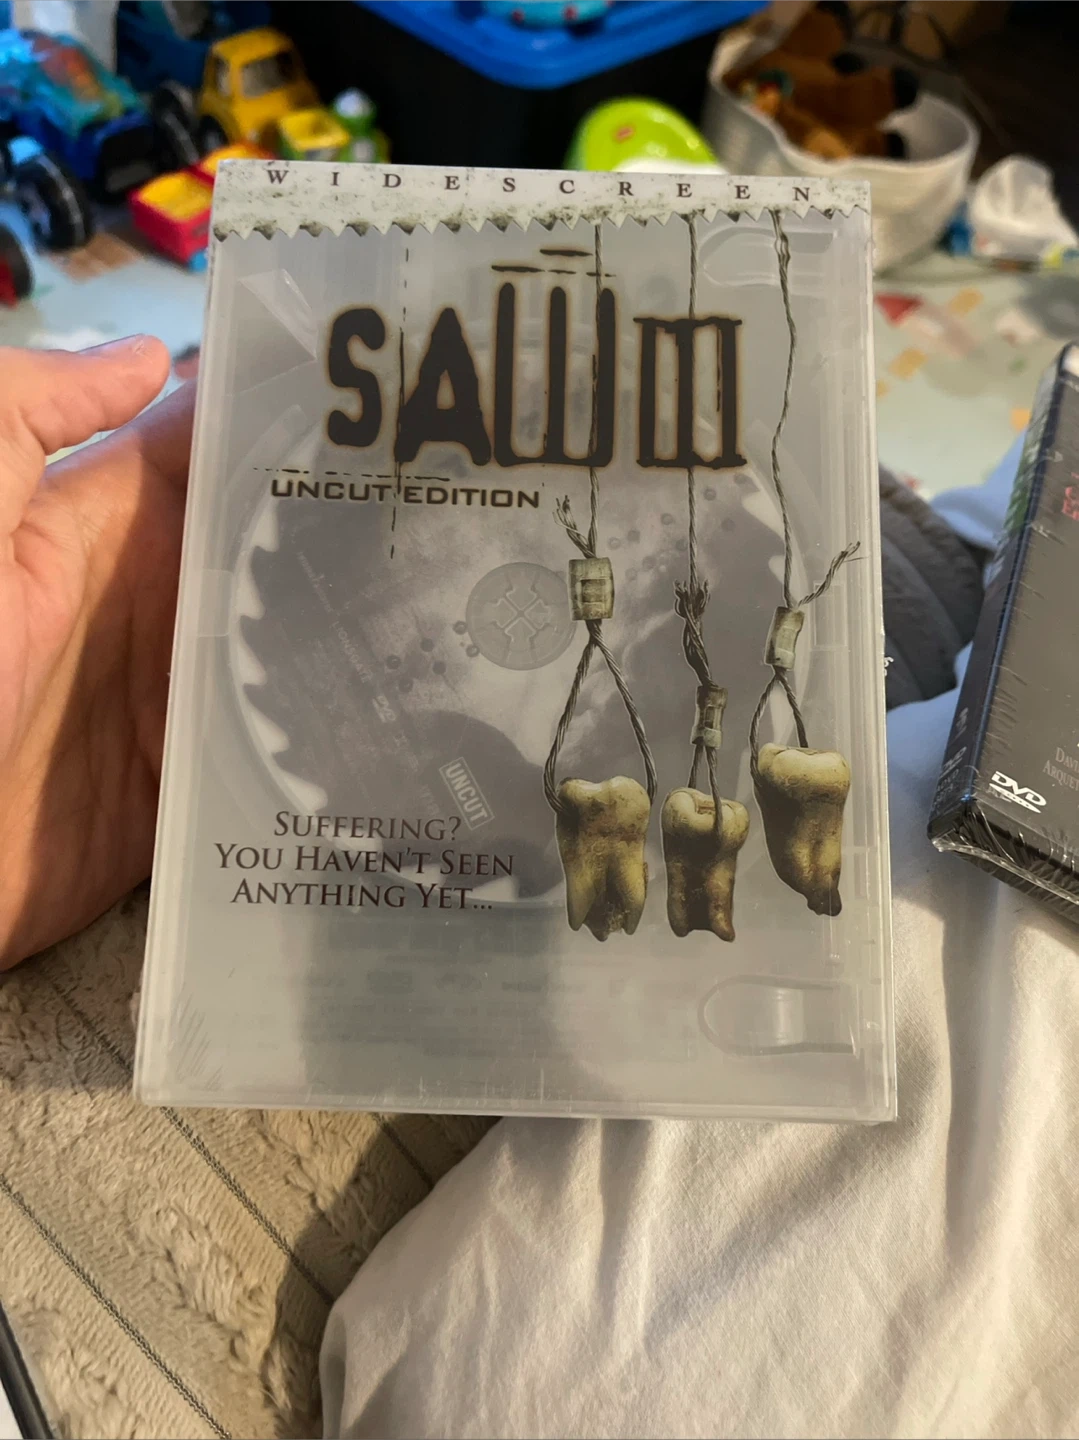 WIDESCREEN
SAW III
UNCUT EDITION
UNCUT
SUFFERING?
YOU HAVEN'T SEEN
ANYTHING YET...
DVD